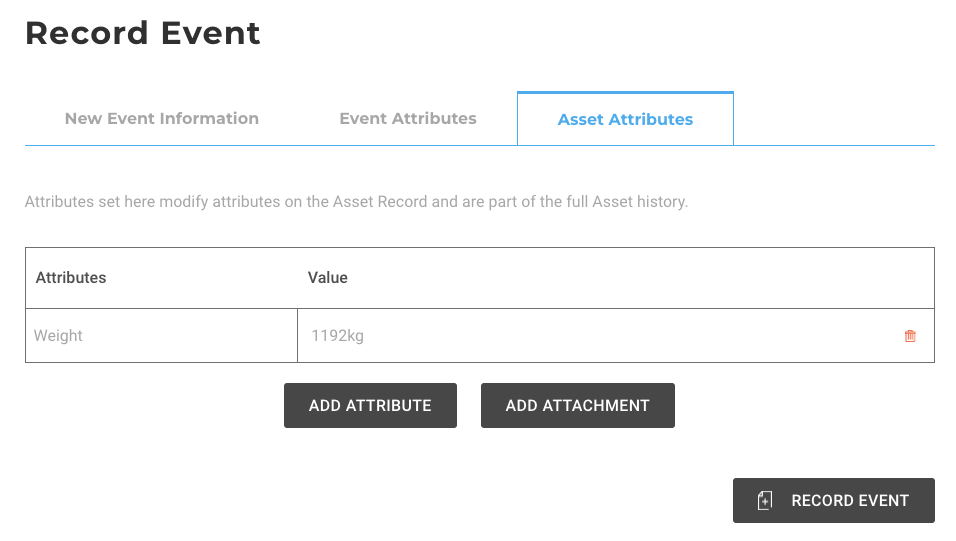 Record Event
New Event Information Event Attributes Asset Attributes
Attributes set here modify attributes on the Asset Record and are part of the full Asset history.
Attributes Value
Weight 1192kg
ADD ATTRIBUTE ADD ATTACHMENT
RECORD EVENT